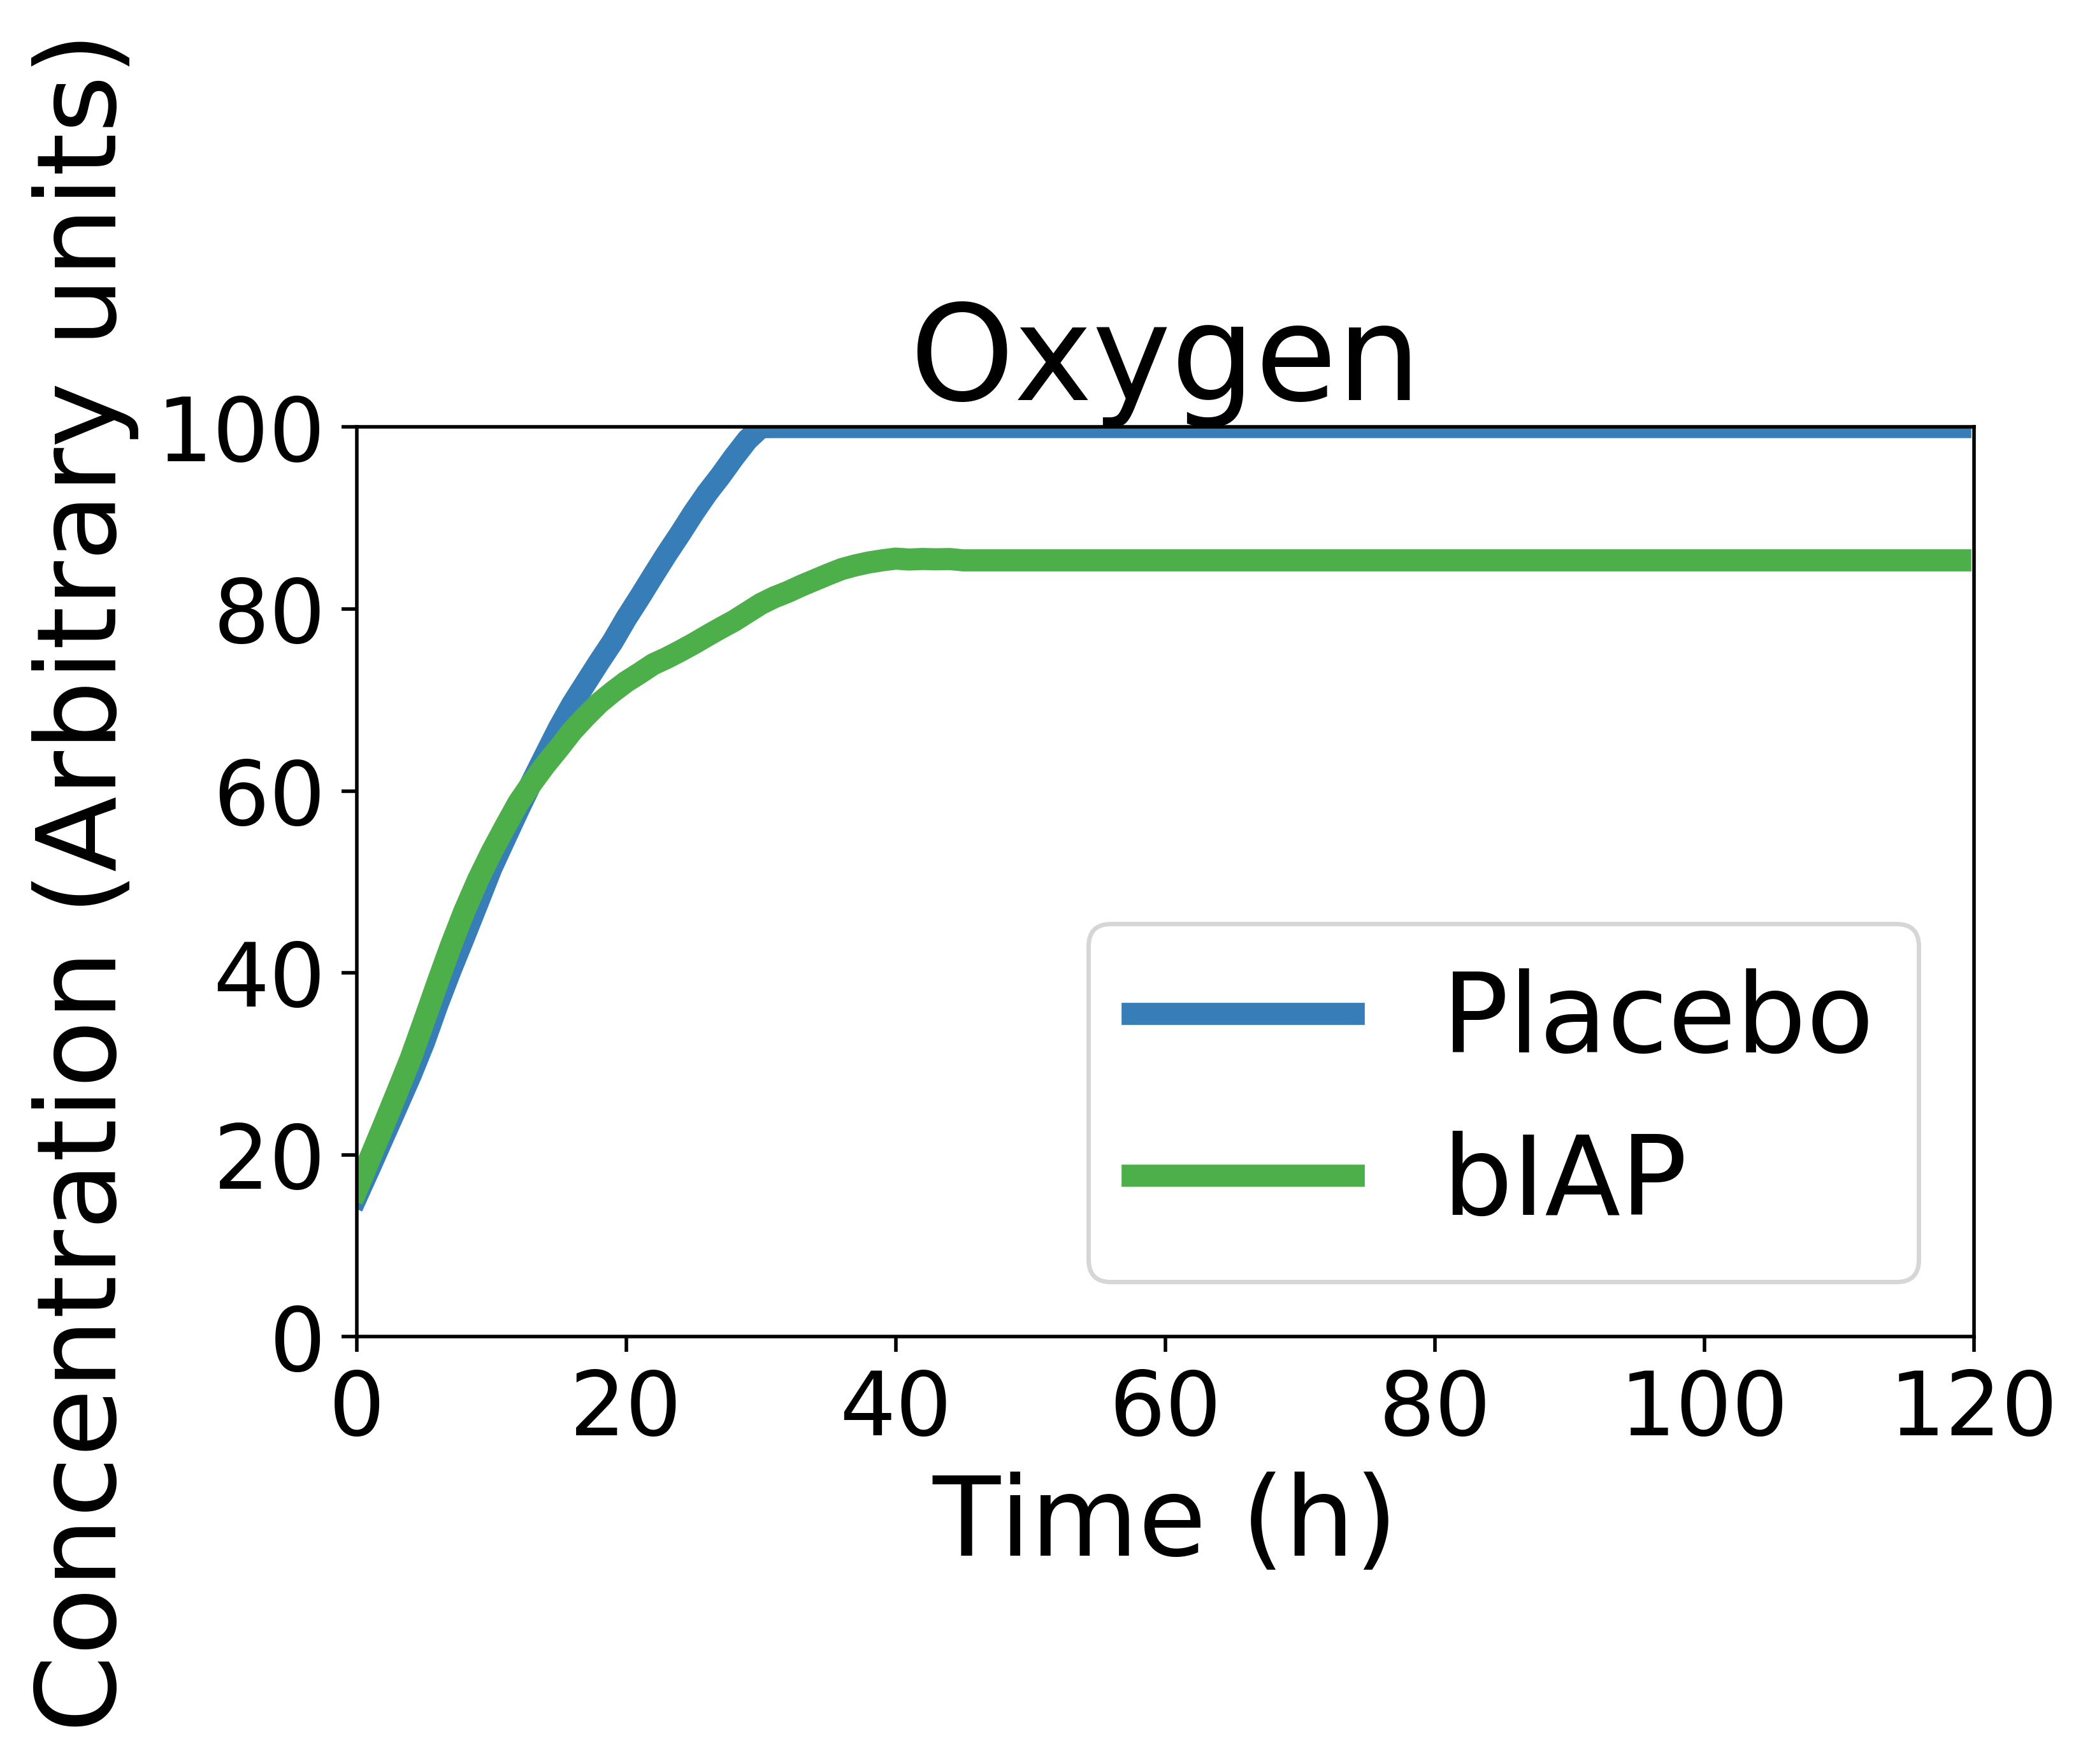 Oxygen
Concentration (Arbitrary units)
100
80
60
40
20
0
0 20 40 60 80 100 120
Time (h)
Placebo
bIAP